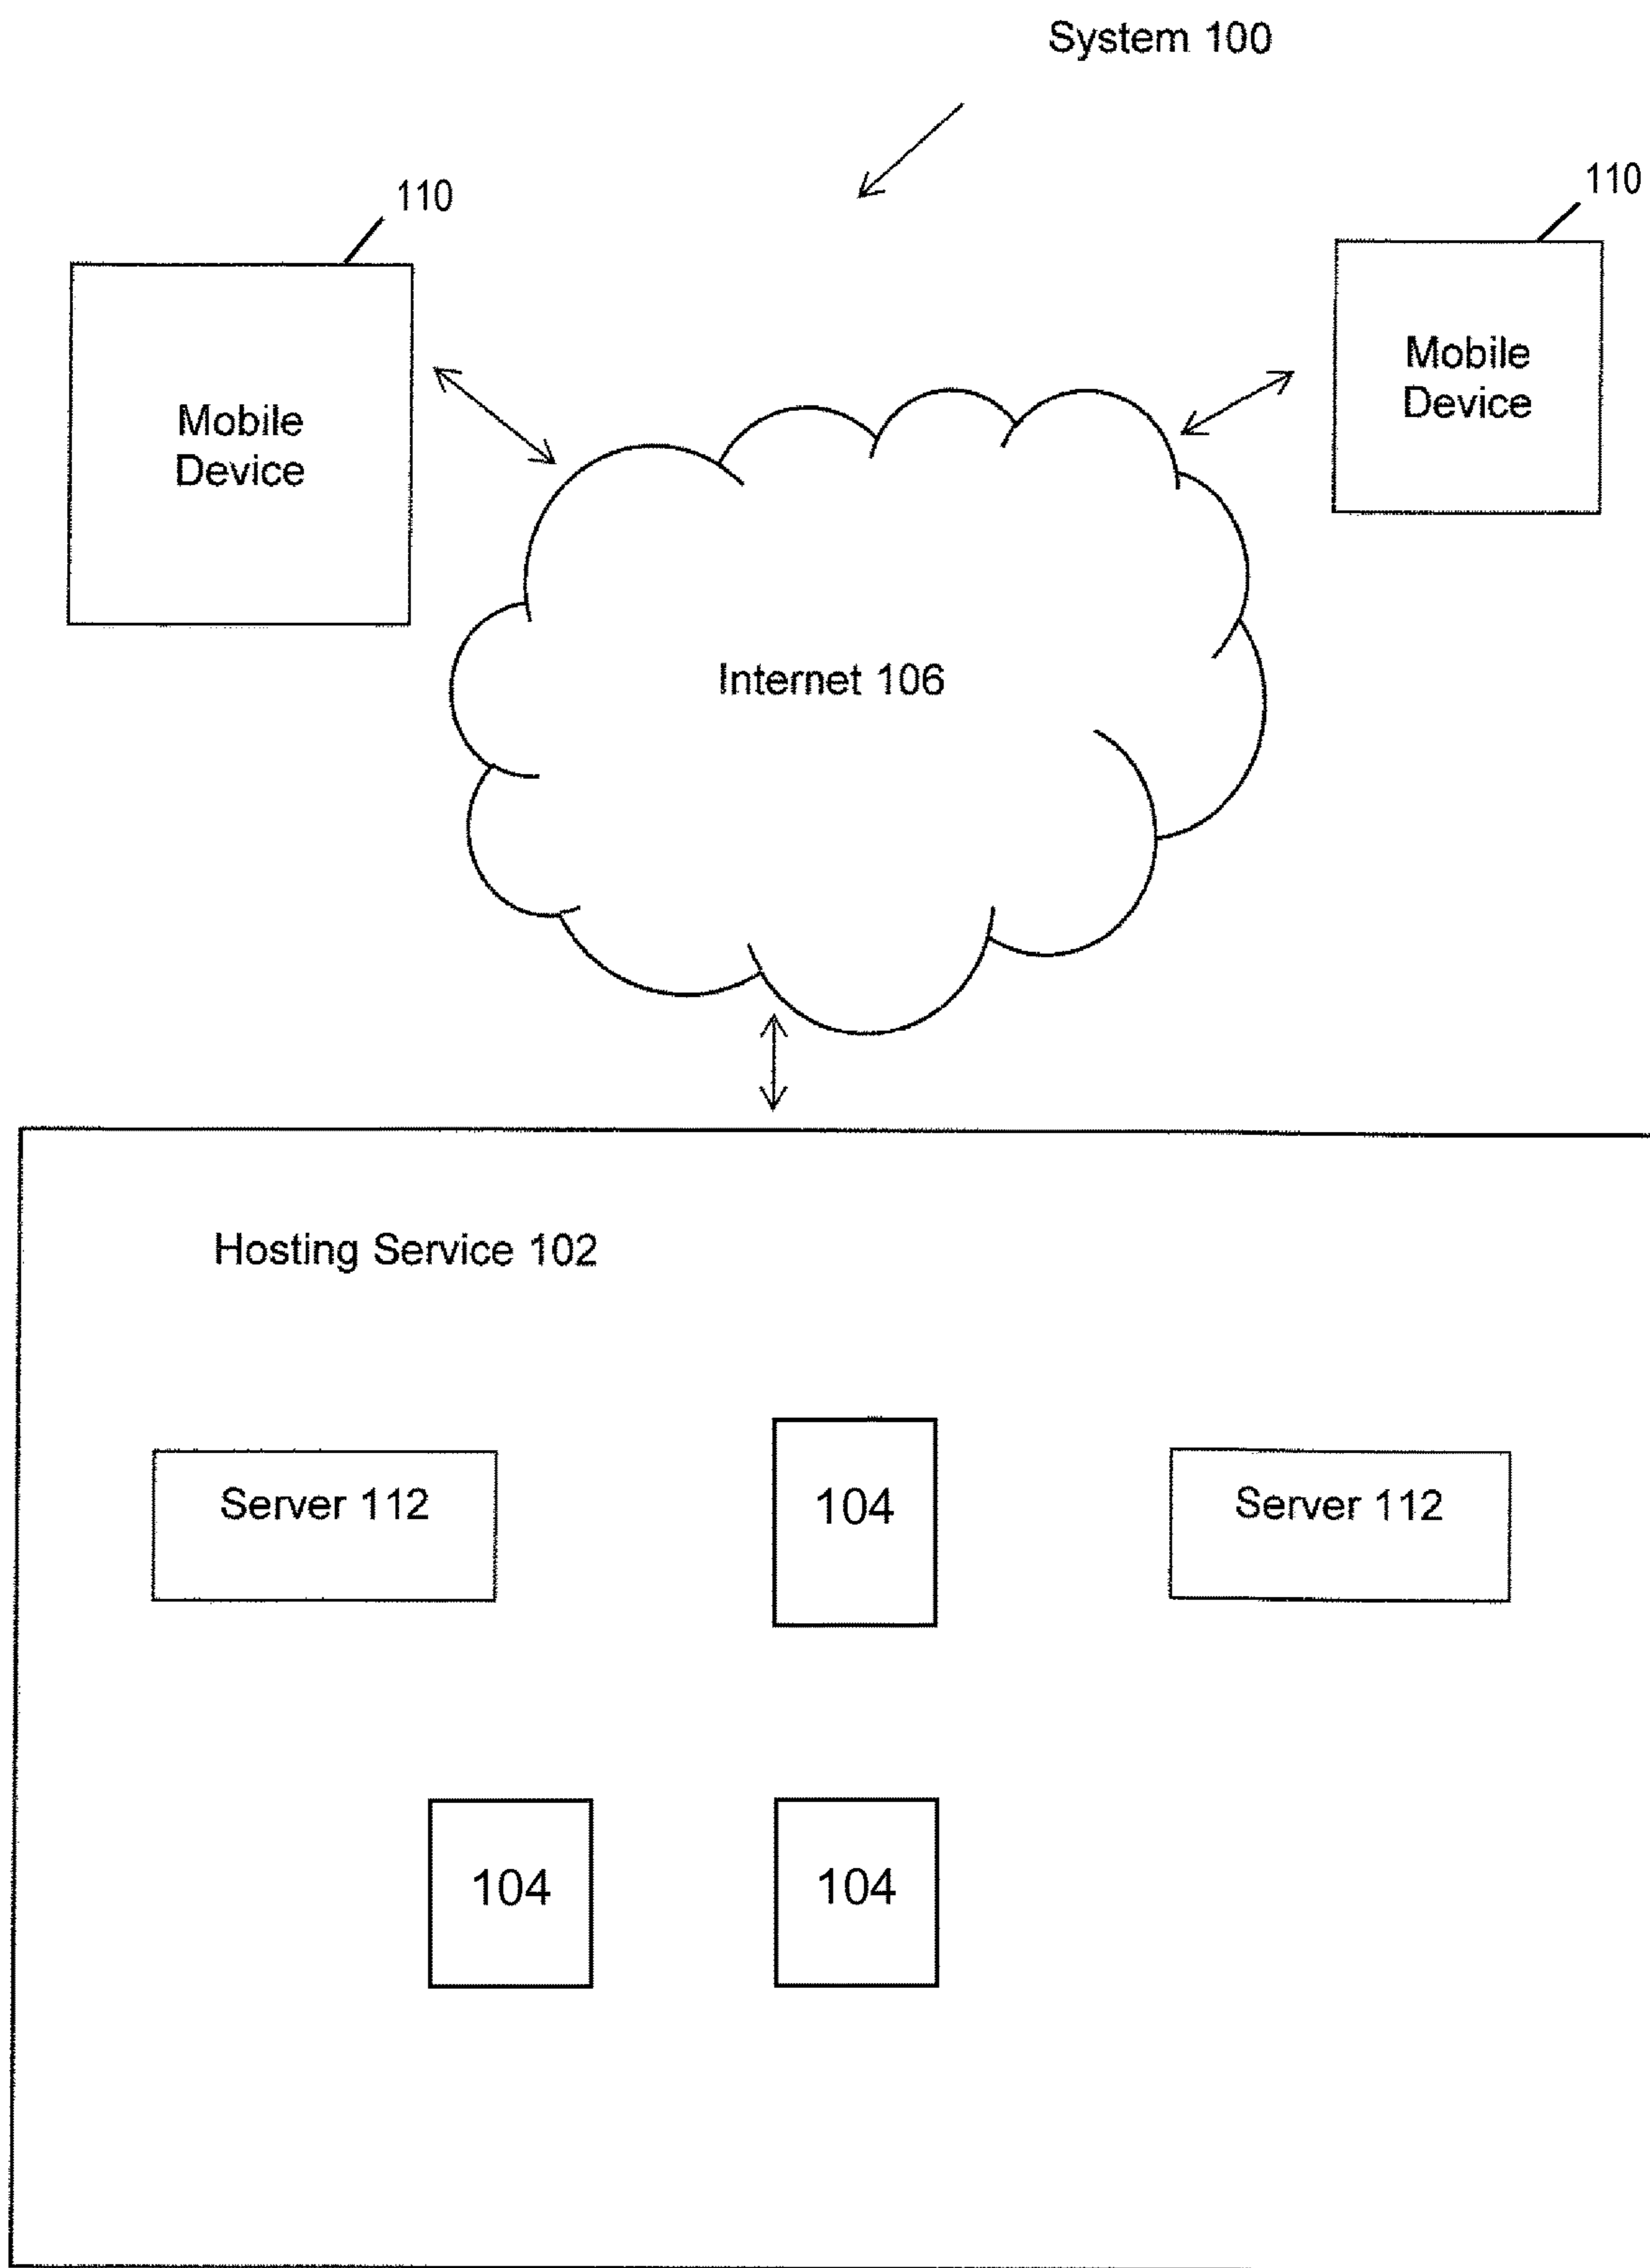 System 100
110
110
Mobile
Device
Mobile
Device
Internet 106
Hosting Service 102
Server 112
104
Server 112
104
104